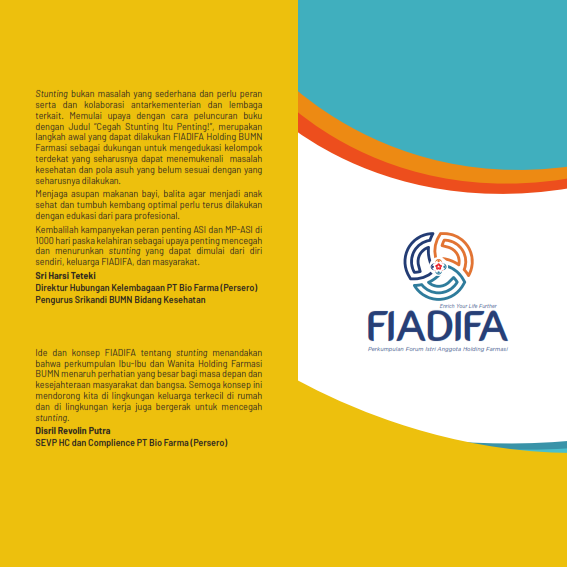 Stunting bukan masalah yang sederhana dan perlu peran
serta dan kolaborasi antarkementerian dan lembaga
terkait. Memulai upaya dengan cara peluncuran buku
dengan Judul "Cegah Stunting Itu Penting!", merupakan
langkah awal yang dapat dilakukan FIADIFA Holding BUMN
Farmasi sebagai dukungan untuk mengedukasi kelompok
terdekat yang seharusnya dapat menemukenali masalah
kesehatan dan pola asuh yang belum sesuai dengan yang
seharusnya dilakukan.
Menjaga asupan makanan bayi, balita agar menjadi anak
sehat dan tumbuh kembang optimal perlu terus dilakukan
dengan edukasi dari para profesional.
Kembalilah kampanyekan peran penting ASI dan MP-ASI di
1000 hari paska kelahiran sebagai upaya penting mencegah
dan menurunkan stunting yang dapat dimulai dari diri
sendiri, keluarga FIADIFA, dan masyarakat.
Sri Harsi Teteki
Direktur Hubungan Kelembagaan PT Bio Farma (Persero)
Pengurus Srikandi BUMN Bidang Kesehatan
Ide dan konsep FIADIFA tentang stunting menandakan
bahwa perkumpulan Ibu-Ibu dan Wanita Holding Farmasi
BUMN menaruh perhatian yang besar bagi masa depan dan
kesejahteraan masyarakat dan bangsa. Semoga konsep ini
mendorong kita di lingkungan keluarga terkecil di rumah
dan di lingkungan kerja juga bergerak untuk mencegah
stunting.
Disril Revolin Putra
SEVP HC dan Complience PT Bio Farma (Persero)
Enrich Your Life Further
FIADIFA
Perkumpulan Forum Istri Anggota Holding Farmasi